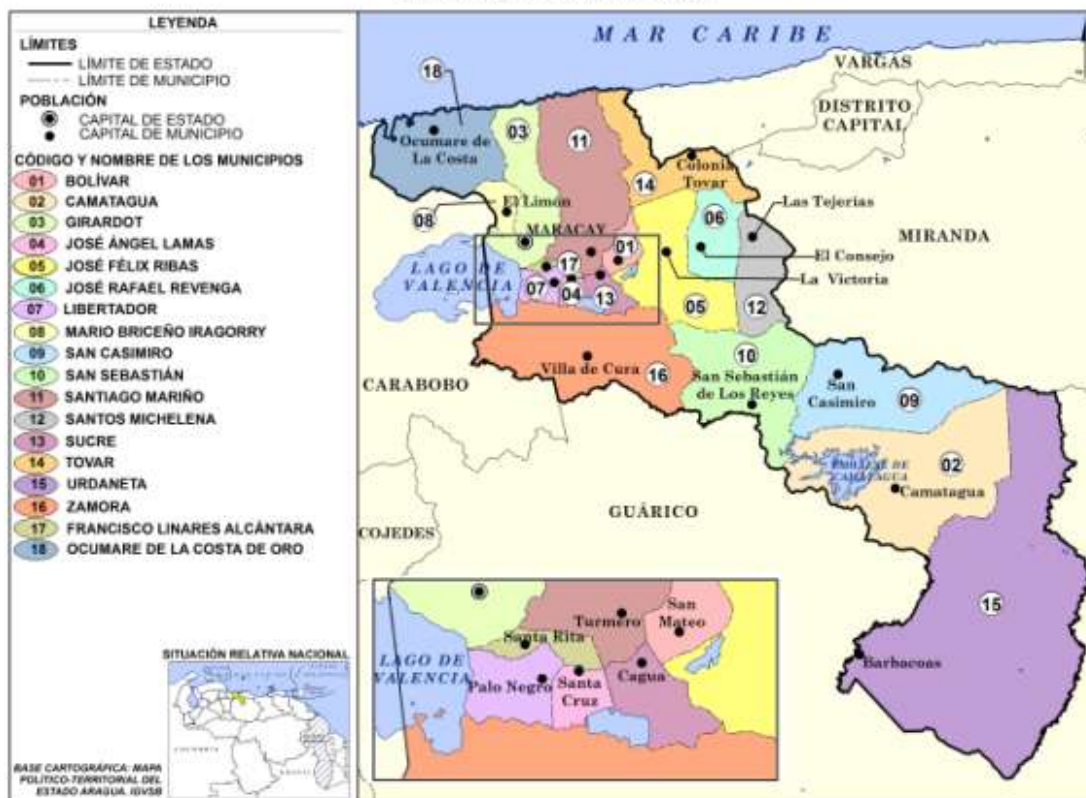 LEYENDA
LÍMITES
LÍMITE DE ESTADO
LÍMITE DE MUNICIPIO
POBLACIÓN
CAPITAL DE ESTADO
CAPITAL DE MUNICIPIO
CÓDIGO Y NOMBRE DE LOS MUNICIPIOS
01 BOLÍVAR
02 CAMATAGUA
03 GIRARDOT
04 JOSÉ ÁNGEL LAMAS
05 JOSÉ FÉLIX RIBAS
06 JOSÉ RAFAEL REVENGA
07 LIBERTADOR
08 MARIO BRICEÑO IRAGORRY
09 SAN CASIMIRO
10 SAN SEBASTIÁN
11 SANTIAGO MARIÑO
12 SANTOS MICHELENA
13 SUCRE
14 TOVAR
15 URDANETA
16 ZAMORA
17 FRANCISCO LINARES ALCÁNTARA
18 OCUMARE DE LA COSTA DE ORO
SITUACIÓN RELATIVA NACIONAL
BASE CARTOGRÁFICA: MAPA
POLÍTICO-TERRITORIAL DEL
ESTADO ARAGUA. IGVSB
MAR CARIBE
VARGAS
DISTRITO
CAPITAL
18
03
11
Ocumare de
La Costa
Colonia
Tovar
14
08
El Limón
06
Las Tejerías
MIRANDA
MARACAY
01
El Consejo
La Victoria
LAGO DE
VALENCIA
17
07
04
13
05
12
10
CARABOBO
Villa de Cura
16
San Sebastián
de Los Reyes
San
Casimiro
09
EMBALSE DE
CAMATAGUA
02
Camatagua
GUÁRICO
COJEDES
15
Barbacoas
San
Mateo
Turmero
Santa Rita
LAGO DE
VALENCIA
Palo Negro
Santa
Cruz
Cagua